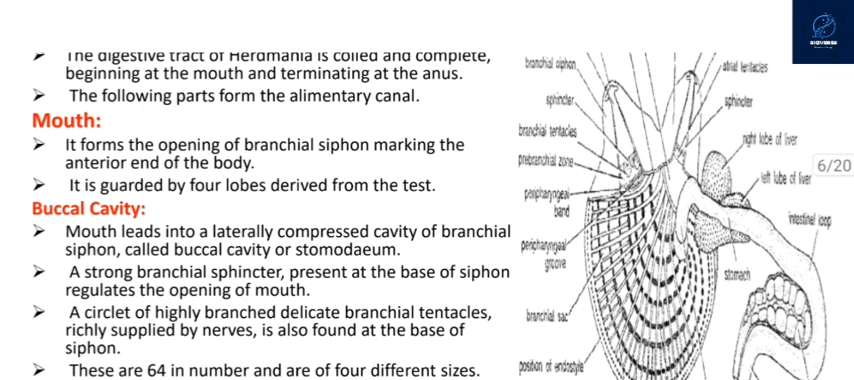 BIOVERSE
The digestive tract of Herdmania is coiled and complete,
beginning at the mouth and terminating at the anus.
The following parts form the alimentary canal.
Mouth:
It forms the opening of branchial siphon marking the
anterior end of the body.
It is guarded by four lobes derived from the test.
Buccal Cavity:
Mouth leads into a laterally compressed cavity of branchial
siphon, called buccal cavity or stomodaeum.
A strong branchial sphincter, present at the base of siphon
regulates the opening of mouth.
A circlet of highly branched delicate branchial tentacles,
richly supplied by nerves, is also found at the base of
siphon.
These are 64 in number and are of four different sizes.
branchial siphon
sphincter
branchial tentacles
prebranchial zone
peripharyngeal
band
peripharyngeal
groove
branchial sac
position of endostyle
atrial tentacles
sphincter
right lobe of liver
left lobe of liver
intestinal loop
stomach
6/20